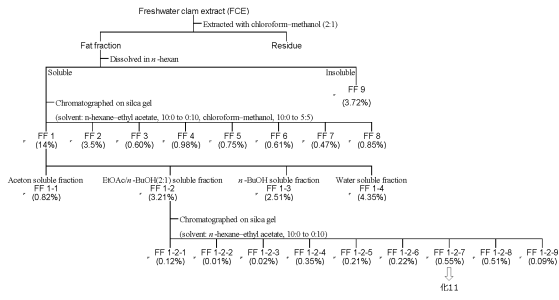 Freshwater clam extract (FCE)
Extracted with chloroform–methanol (2:1)
Fat fraction
Residue
Dissolved in n-hexan
Soluble
Insoluble
FF 9
(3.72%)
Chromatographed on silca gel
(solvent: n-hexane–ethyl acetate, 10:0 to 0:10, chloroform–methanol, 10:0 to 5:5)
FF 1 FF 2 FF 3 FF 4 FF 5 FF 6 FF 7 FF 8
(14%) (3.5%) (0.60%) (0.98%) (0.75%) (0.61%) (0.47%) (0.85%)
Aceton soluble fraction EtOAc/n -BuOH(2:1) soluble fraction n -BuOH soluble fraction Water soluble fraction
FF 1-1 FF 1-2 FF 1-3 FF 1-4
(0.82%) (3.21%) (2.51%) (4.35%)
Chromatographed on silca gel
(solvent: n-hexane–ethyl acetate, 10:0 to 0:10)
FF 1-2-1 FF 1-2-2 FF 1-2-3 FF 1-2-4 FF 1-2-5 FF 1-2-6 FF 1-2-7 FF 1-2-8 FF 1-2-9
(0.12%) (0.01%) (0.02%) (0.35%) (0.21%) (0.22%) (0.55%) (0.51%) (0.09%)
化11